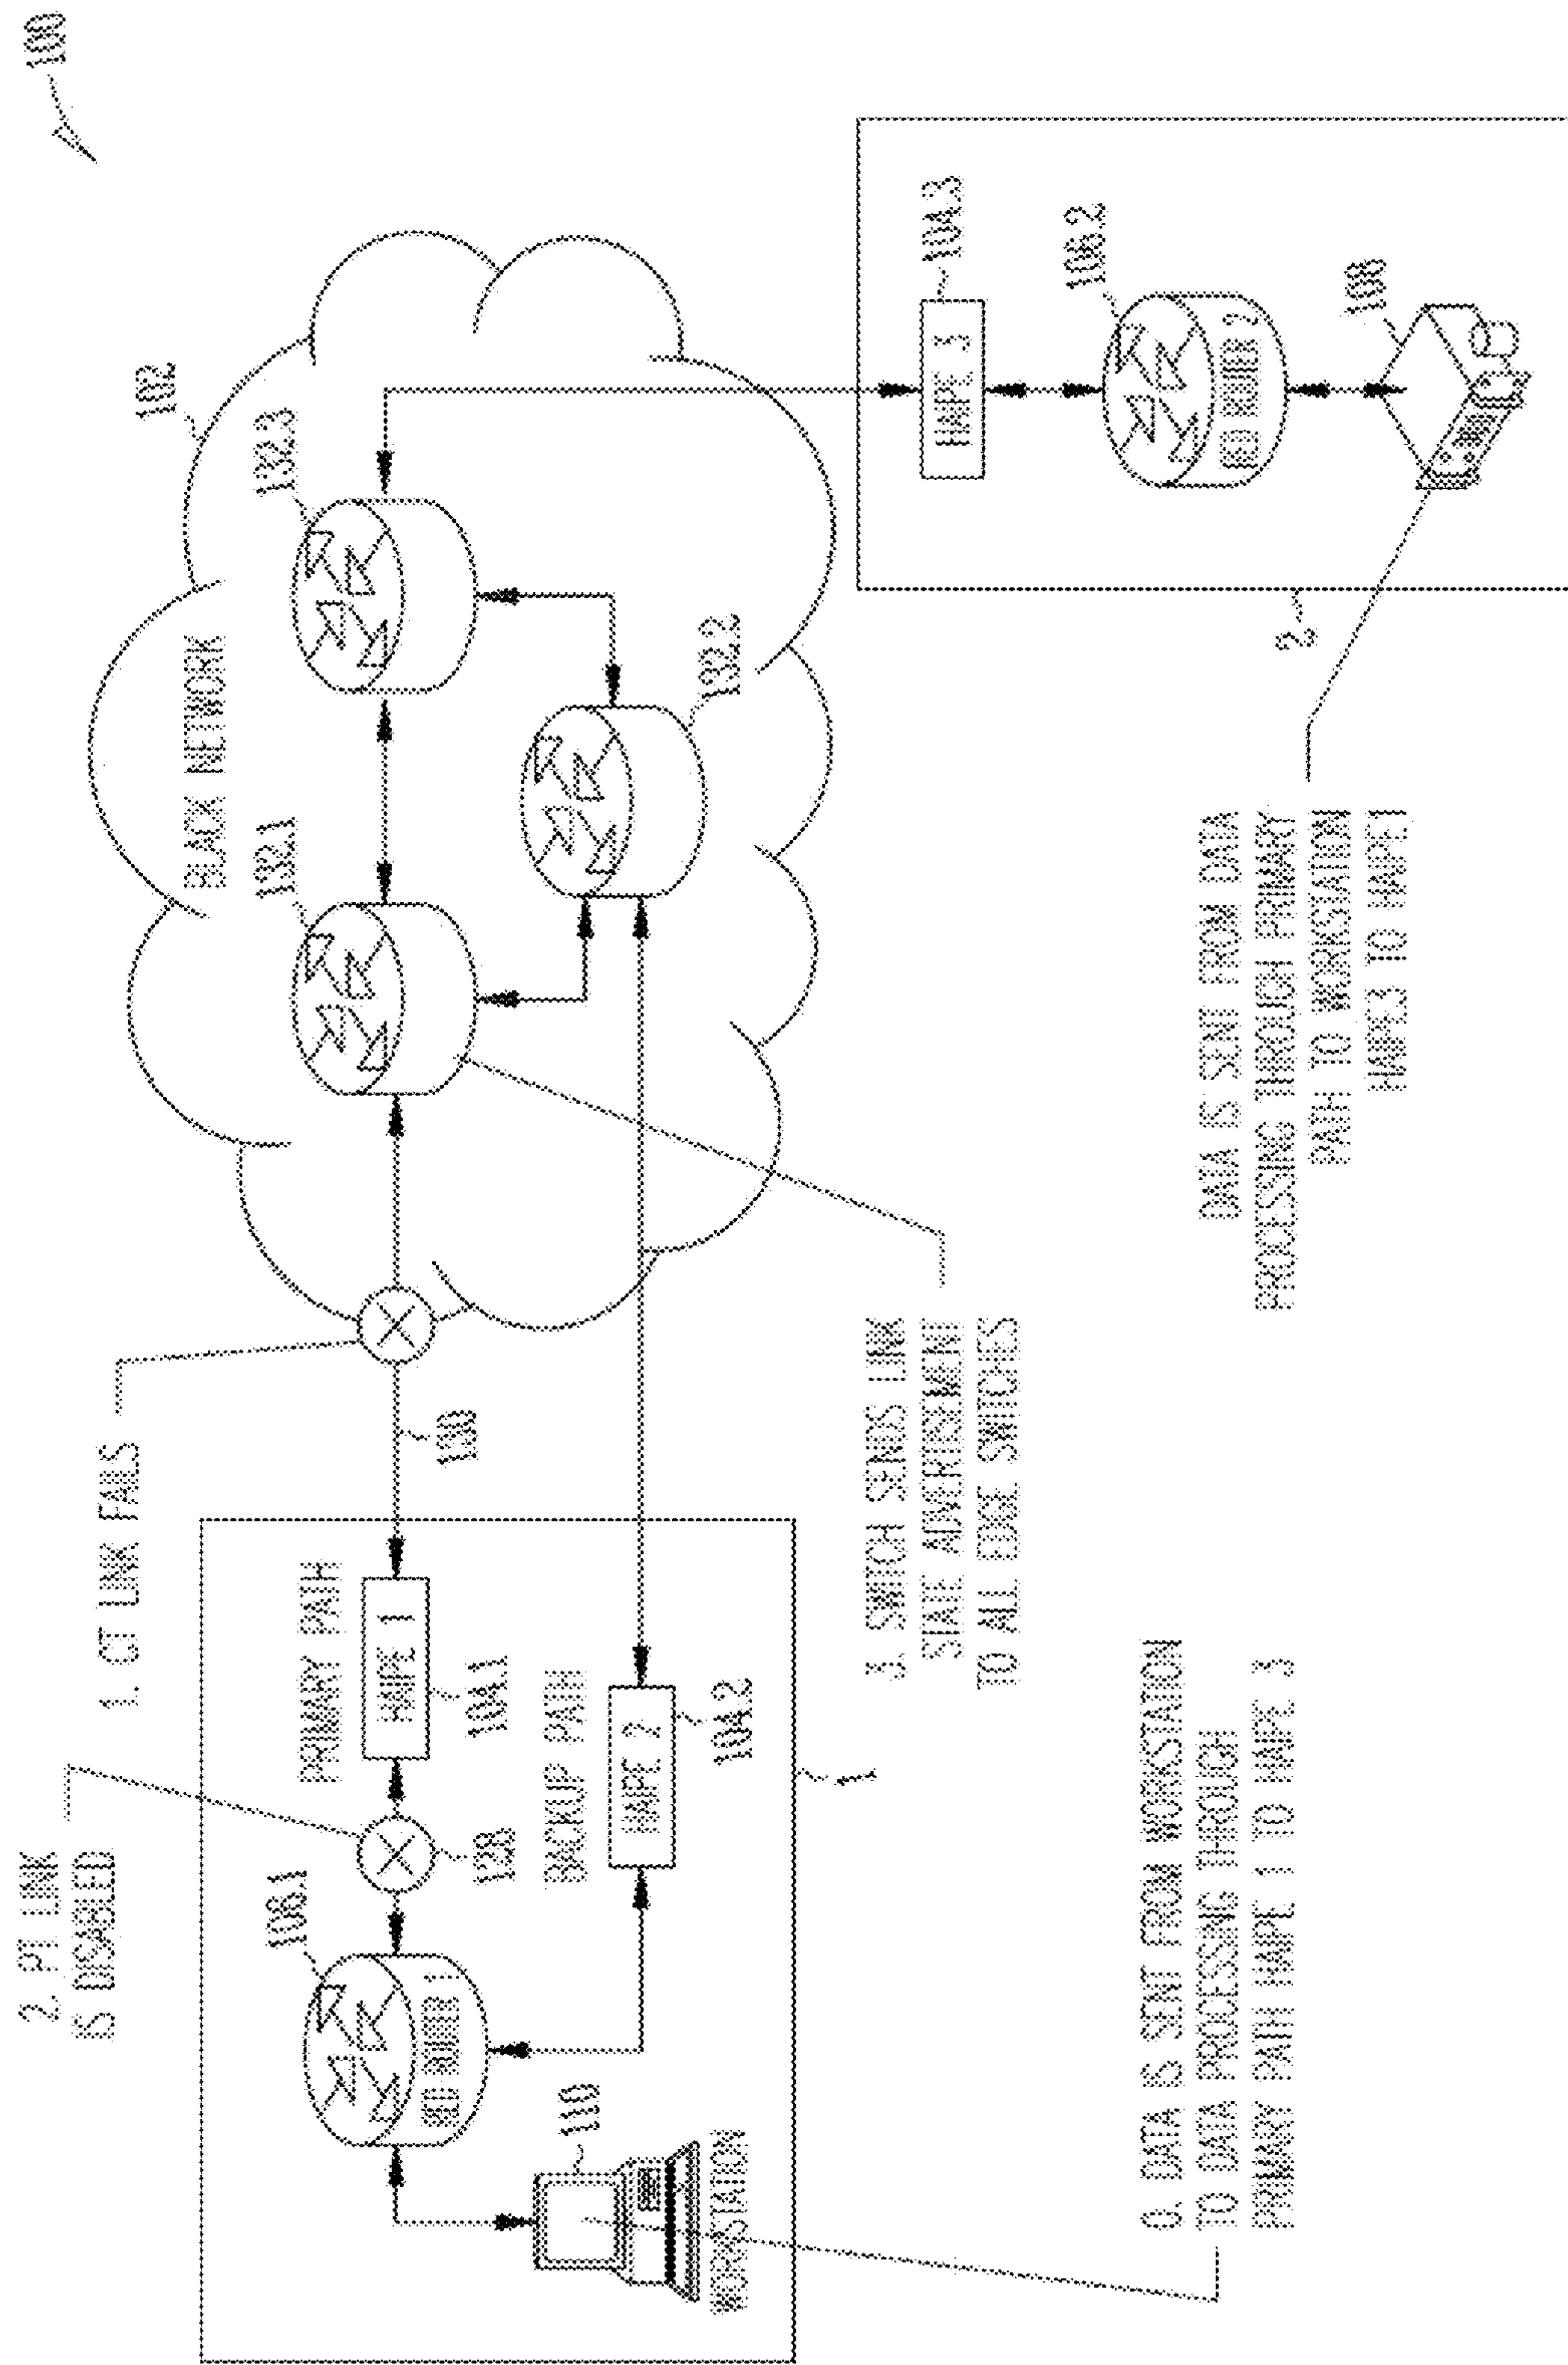 100
102
BLACK NETWORK
132.1
132.3
132.2
1. CT LINK FAILS
130
2. PT LINK
IS DISABLED
PRIMARY PATH
HAIPE 1
104.1
128
106.1
RED ROUTER 1
BACKUP PATH
HAIPE 2
104.2
110
WORKSTATION
1
3. SWITCH SENDS LINK
STATE ADVERTISEMENT
TO ALL EDGE SWITCHES
0. DATA IS SENT FROM WORKSTATION
TO DATA PROCESSING THROUGH
PRIMARY PATH HAIPE 1 TO HAIPE 3
HAIPE 3
104.3
106.2
RED ROUTER 2
108
2
DATA IS SENT FROM DATA
PROCESSING THROUGH PRIMARY
PATH TO WORKSTATION
HAIPE3 TO HAIPE1